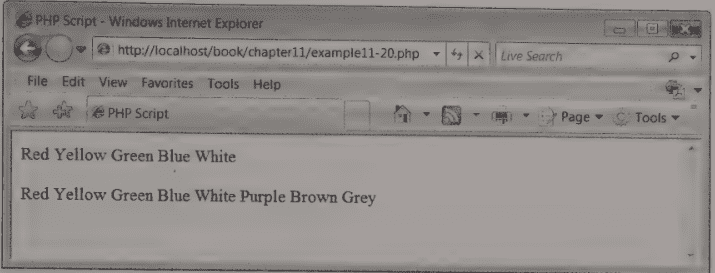 PHP Script - Windows Internet Explorer
http://localhost/book/chapter11/example11-20.php Live Search
File Edit View Favorites Tools Help
PHP Script Page Tools
Red Yellow Green Blue White
Red Yellow Green Blue White Purple Brown Grey